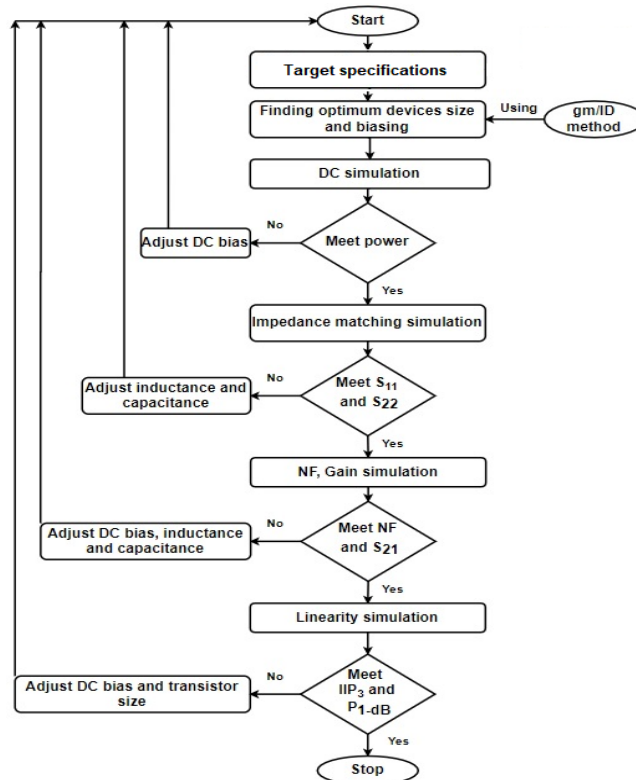 Start
Target specifications
Finding optimum devices size
and biasing
Using
gm/ID
method
DC simulation
No
Adjust DC bias
Meet power
Yes
Impedance matching simulation
No
Adjust inductance and
capacitance
Meet S11
and S22
Yes
NF, Gain simulation
No
Adjust DC bias, inductance
and capacitance
Meet NF
and S21
Yes
Linearity simulation
No
Adjust DC bias and transistor
size
Meet
IIP3 and
P1-dB
Yes
Stop